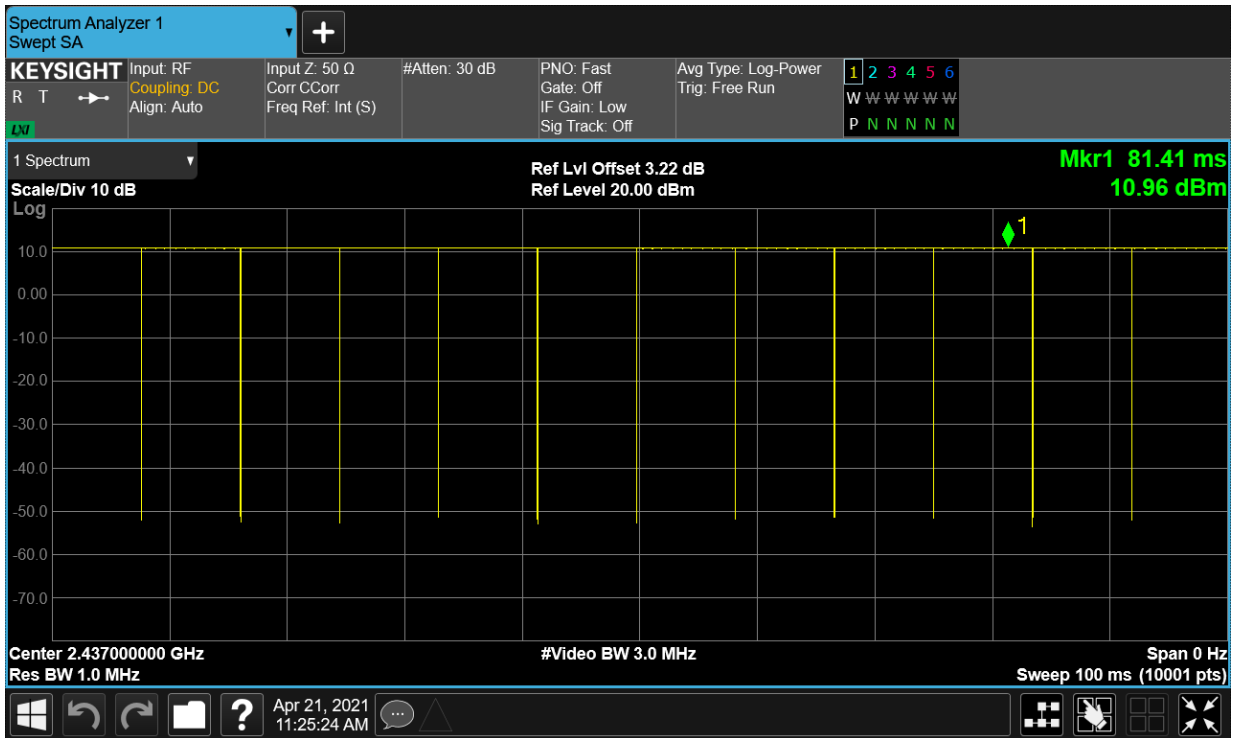 Spectrum Analyzer 1
Swept SA
KEYSIGHT
R T
LXI
Input: RF
Coupling: DC
Align: Auto
Input Z: 50 Ω
Corr CCorr
Freq Ref: Int (S)
#Atten: 30 dB
PNO: Fast
Gate: Off
IF Gain: Low
Sig Track: Off
Avg Type: Log-Power
Trig: Free Run
1 2 3 4 5 6
W W W W W W
P N N N N N
1 Spectrum
Scale/Div 10 dB
Log
Ref Lvl Offset 3.22 dB
Ref Level 20.00 dBm
Mkr1 81.41 ms
10.96 dBm
1
10.0
0.00
-10.0
-20.0
-30.0
-40.0
-50.0
-60.0
-70.0
Center 2.437000000 GHz
Res BW 1.0 MHz
#Video BW 3.0 MHz
Span 0 Hz
Sweep 100 ms (10001 pts)
?
Apr 21, 2021
11:25:24 AM